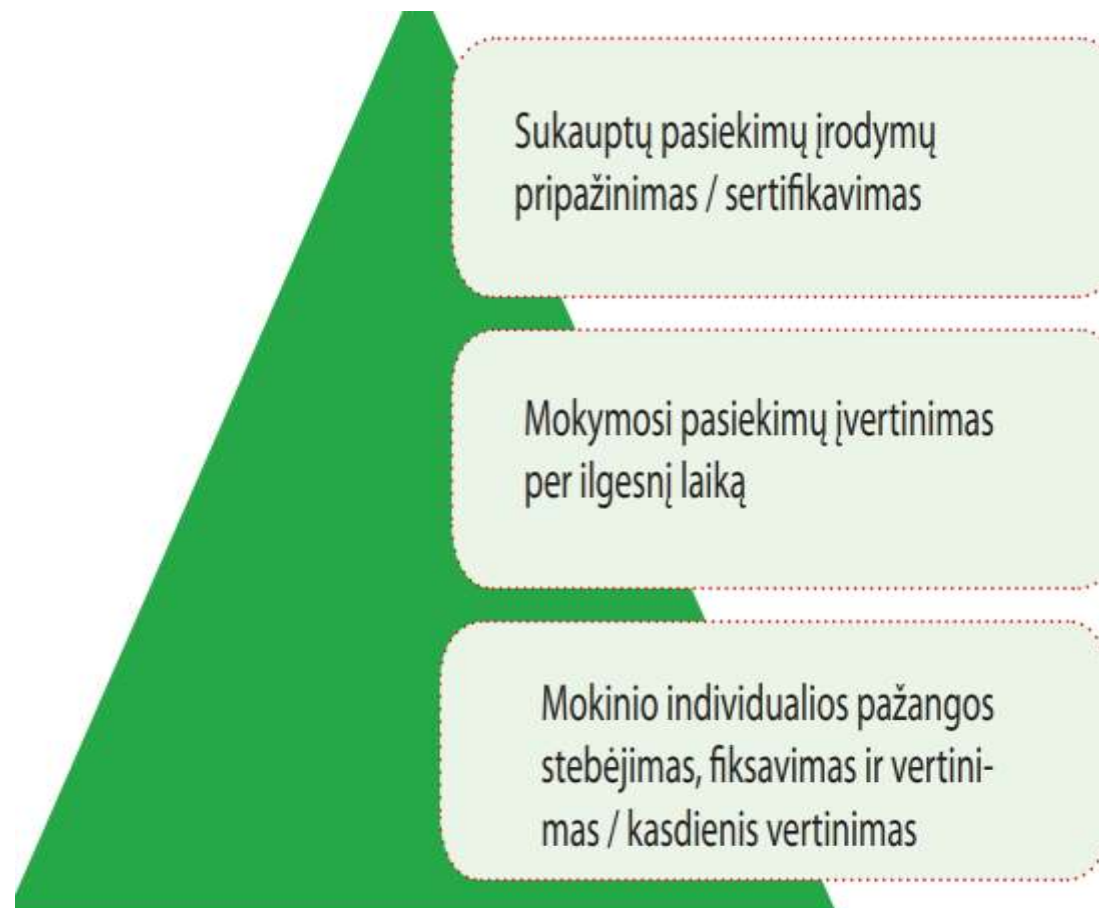 Sukauptų pasiekimų įrodymų
pripažinimas / sertifikavimas
Mokymosi pasiekimų įvertinimas
per ilgesnį laiką
Mokinio individualios pažangos
stebėjimas, fiksavimas ir vertini-
mas / kasdienis vertinimas